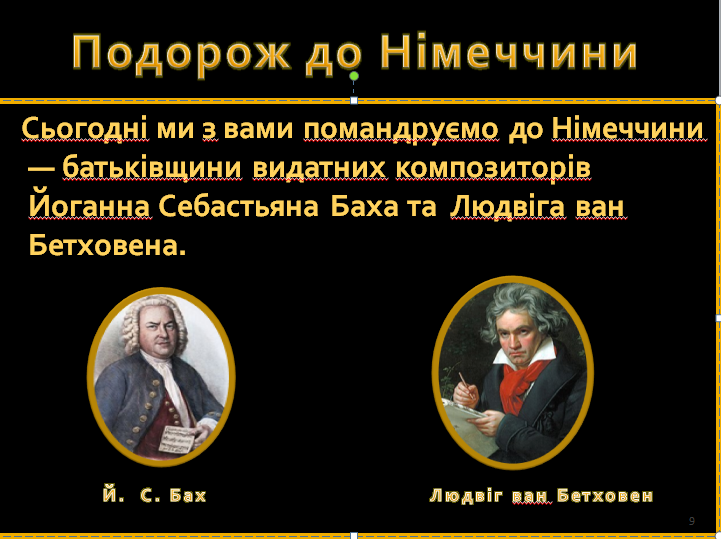 Подорож до Німеччини
Сьогодні ми з вами помандруємо до Німеччини
— батьківщини видатних композиторів
Йоганна Себастьяна Баха та Людвіга ван
Бетховена.
Й. С. Бах
Людвіг ван Бетховен
9